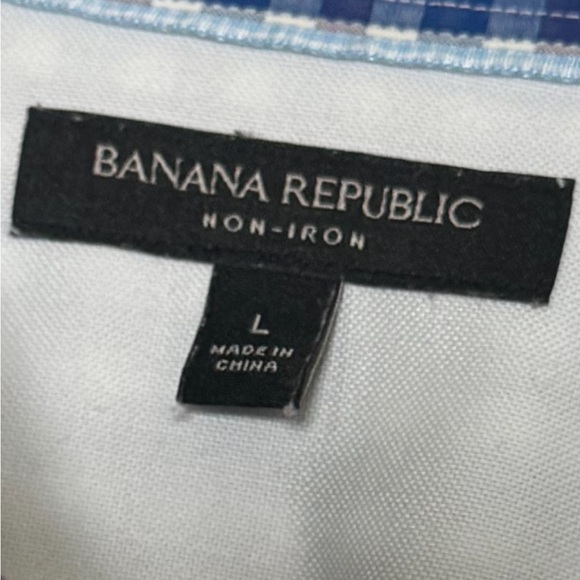 BANANA REPUBLIC
NON-IRON
L
MADE IN
CHINA